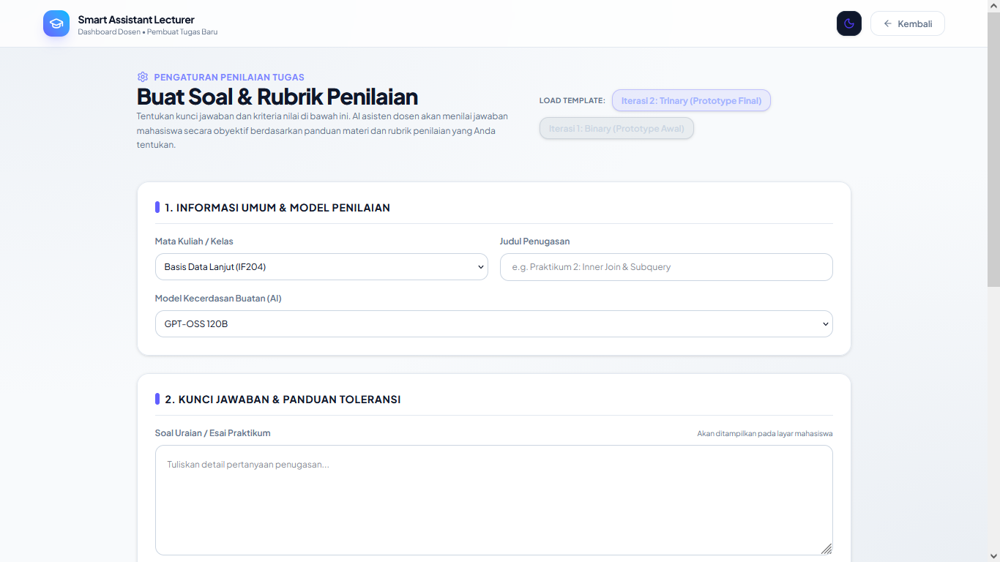 Smart Assistant Lecturer
Dashboard Dosen • Pembuat Tugas Baru
Kembali
PENGATURAN PENILAIAN TUGAS
Buat Soal & Rubrik Penilaian
Tentukan kunci jawaban dan kriteria nilai di bawah ini. AI asisten dosen akan menilai jawaban
mahasiswa secara obyektif berdasarkan panduan materi dan rubrik penilaian yang Anda
tentukan.
LOAD TEMPLATE:
Iterasi 2: Trinary (Prototype Final)
Iterasi 1: Binary (Prototype Awal)
1. INFORMASI UMUM & MODEL PENILAIAN
Mata Kuliah / Kelas
Judul Penugasan
Basis Data Lanjut (IF204)
e.g. Praktikum 2: Inner Join & Subquery
Model Kecerdasan Buatan (AI)
GPT-OSS 120B
2. KUNCI JAWABAN & PANDUAN TOLERANSI
Soal Uraian / Esai Praktikum
Akan ditampilkan pada layar mahasiswa
Tuliskan detail pertanyaan penugasan...